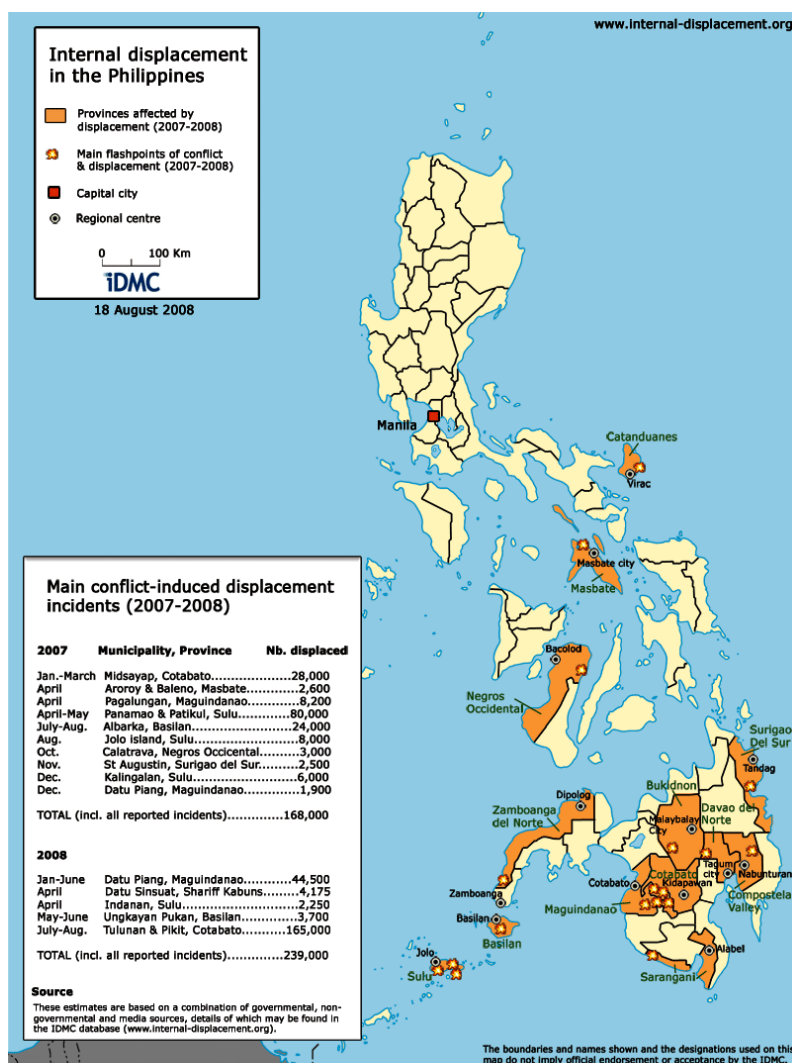 www.internal-displacement.org
Internal displacement
in the Philippines
Provinces affected by
displacement (2007-2008)
Main flashpoints of conflict
& displacement (2007-2008)
Capital city
Regional centre
0 100 Km
iDMC
18 August 2008
Manila
Catanduanes
Virac
Masbate city
Masbate
Bacolod
Negros
Occidental
Surigao
Del Sur
Tandag
Bukidnon
Dipolog
Zamboanga
del Norte
Davao del
Norte
Malaybalay
City
Tagum
city
Nabunturan
Cotabato
Kidapawan
Cotabato
Compostela
Valley
Zamboanga
Maguindanao
Basilan
Basilan
Alabel
Jolo
Sulu
Sarangani
Main conflict-induced displacement
incidents (2007-2008)
2007 Municipality, Province Nb. displaced
Jan.-March Midsayap, Cotabato..................28,000
April Aroroy & Baleno, Masbate............2,600
April Pagalungan, Maguindanao............8,200
April-May Panamao & Patikul, Sulu............80,000
July-Aug. Albarka, Basilan......................24,000
Aug. Jolo island, Sulu.......................8,000
Oct. Calatrava, Negros Occental.........3,000
Nov. St Augustin, Surigao del Sur........2,500
Dec. Kalingalan, Sulu.......................6,000
Dec. Datu Piang, Maguindanao............1,900
TOTAL (incl. all reported incidents)................168,000
2008
Jan-June Datu Piang, Maguindanao..........44,500
April Datu Sinsuat, Shariff Kabuns.......4,175
April Indanan, Sulu..........................2,250
May-June Ungkayan Pukan, Basilan............3,700
July-Aug. Tulunan & Pikit, Cotabato........165,000
TOTAL (incl. all reported incidents)................239,000
Source
These estimates are based on a combination of governmental, non-
governmental and media sources, details of which may be found in
the IDMC database (www.internal-displacement.org).
The boundaries and names shown and the designations used on this
map do not imply official endorsement or acceptance by the IDMC.